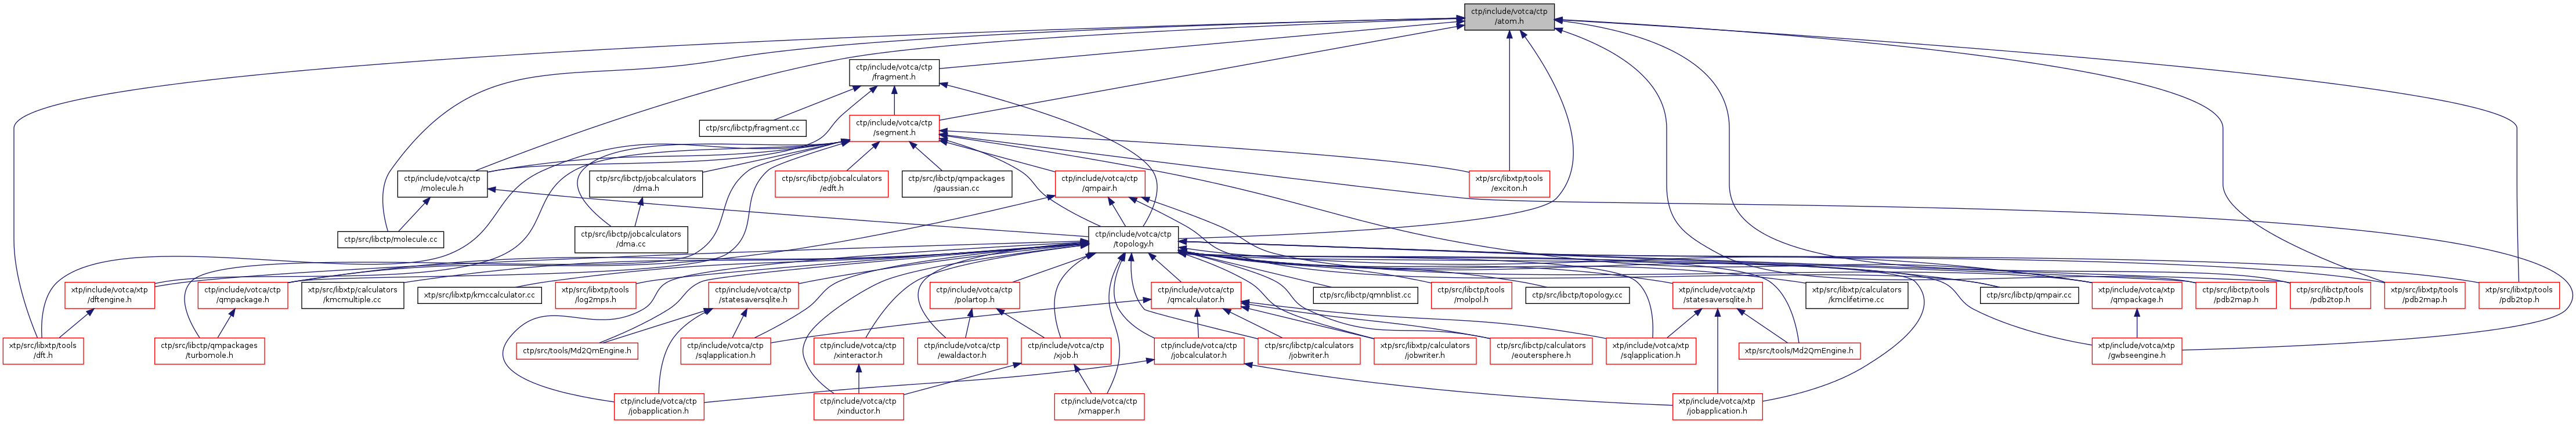 ctp/include/votca/ctp
/atom.h
ctp/include/votca/ctp
/fragment.h
ctp/src/libctp/fragment.cc
ctp/include/votca/ctp
/segment.h
ctp/include/votca/ctp
/molecule.h
ctp/src/libctp/jobcalculators
/dma.h
ctp/src/libctp/jobcalculators
/edft.h
ctp/src/libctp/qmpackages
/gaussian.cc
ctp/include/votca/ctp
/qmpair.h
xtp/src/libxtp/tools
/exciton.h
ctp/src/libctp/molecule.cc
ctp/src/libctp/jobcalculators
/dma.cc
ctp/include/votca/ctp
/topology.h
xtp/include/votca/xtp
/dftengine.h
ctp/include/votca/ctp
/qmpackage.h
xtp/src/libxtp/calculators
/kmcmultiple.cc
xtp/src/libxtp/kmccalculator.cc
xtp/src/libxtp/tools
/log2mps.h
ctp/include/votca/ctp
/statesaversqlite.h
ctp/include/votca/ctp
/polartop.h
ctp/include/votca/ctp
/qmcalculator.h
ctp/src/libctp/qmnblist.cc
ctp/src/libctp/tools
/molpol.h
ctp/src/libctp/topology.cc
xtp/include/votca/xtp
/statesaversqlite.h
xtp/src/libxtp/calculators
/kmclifetime.cc
ctp/src/libctp/qmpair.cc
xtp/include/votca/xtp
/qmpackage.h
ctp/src/libctp/tools
/pdb2map.h
ctp/src/libctp/tools
/pdb2top.h
xtp/src/libxtp/tools
/pdb2map.h
xtp/src/libxtp/tools
/pdb2top.h
xtp/src/libxtp/tools
/dft.h
ctp/src/libctp/qmpackages
/turbomole.h
ctp/src/tools/Md2QmEngine.h
ctp/include/votca/ctp
/sqlapplication.h
ctp/include/votca/ctp
/xinteractor.h
ctp/include/votca/ctp
/ewaldactor.h
ctp/include/votca/ctp
/xjob.h
ctp/include/votca/ctp
/jobcalculator.h
ctp/src/libctp/calculators
/jobwriter.h
xtp/src/libxtp/calculators
/jobwriter.h
ctp/src/libctp/calculators
/eoutersphere.h
xtp/include/votca/xtp
/sqlapplication.h
xtp/src/tools/Md2QmEngine.h
xtp/include/votca/xtp
/gwbseengine.h
ctp/include/votca/ctp
/jobapplication.h
ctp/include/votca/ctp
/xinductor.h
ctp/include/votca/ctp
/xmapper.h
xtp/include/votca/xtp
/jobapplication.h